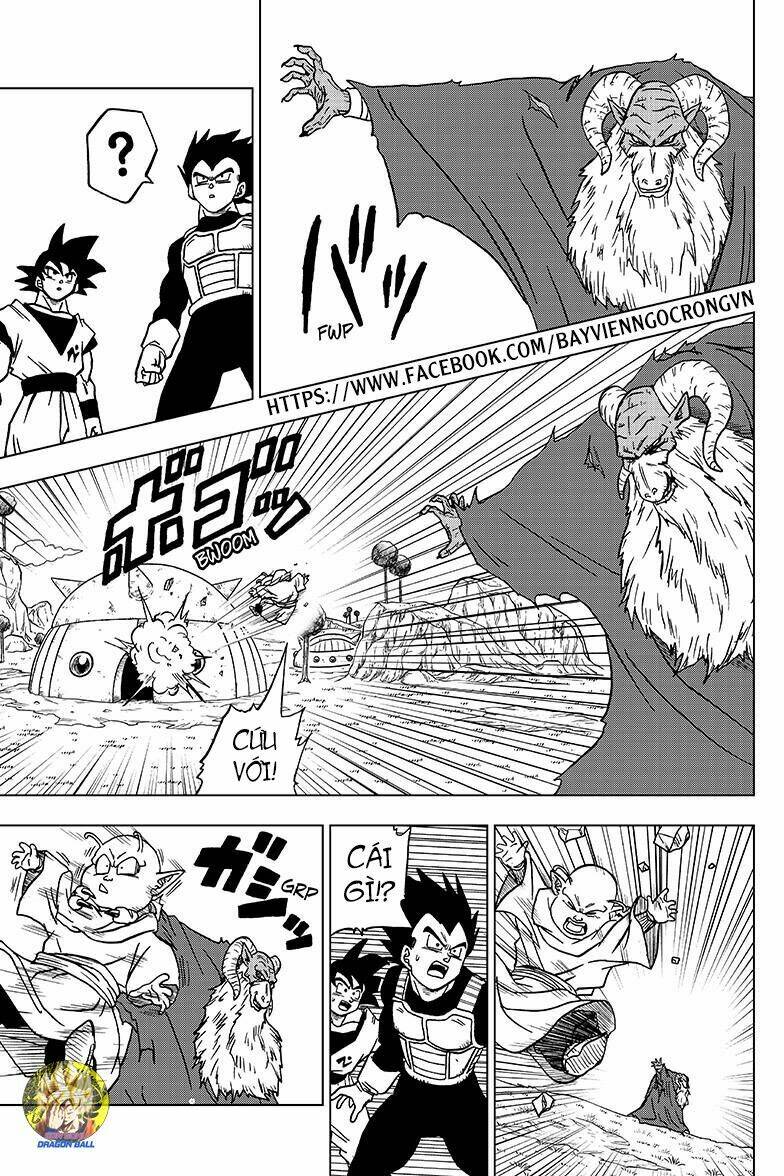 バッ
FWP
?
HTTPS://WWW.FACEBOOK.COM/BAYVIENNGOCRONGVN
ボゴッ
BWOOM
CỨU
VỚI!
CÁI
GÌ!?
ガシッ
GRP
DRAGON BALL